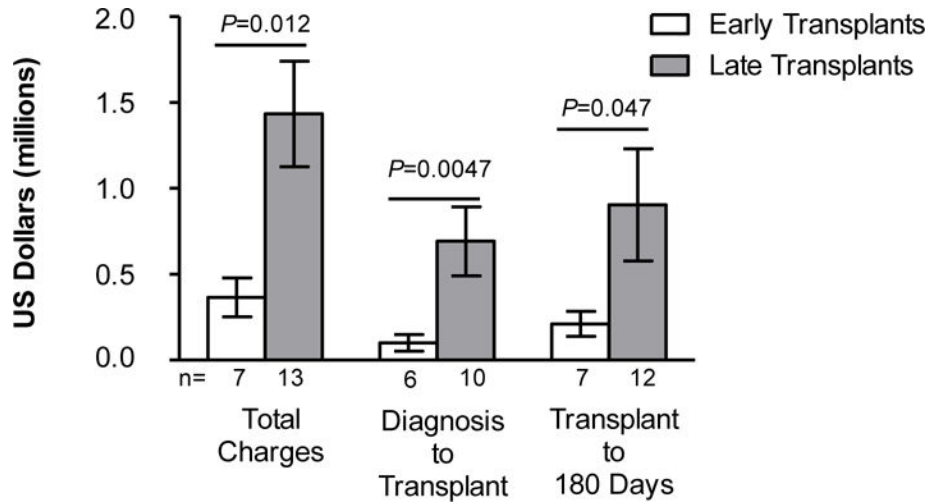 2.0
1.5
1.0
0.5
0.0
US Dollars (millions)
P=0.012
P=0.0047
P=0.047
Early Transplants
Late Transplants
n= 7 13 6 10 7 12
Total
Charges
Diagnosis
to
Transplant
Transplant
to
180 Days